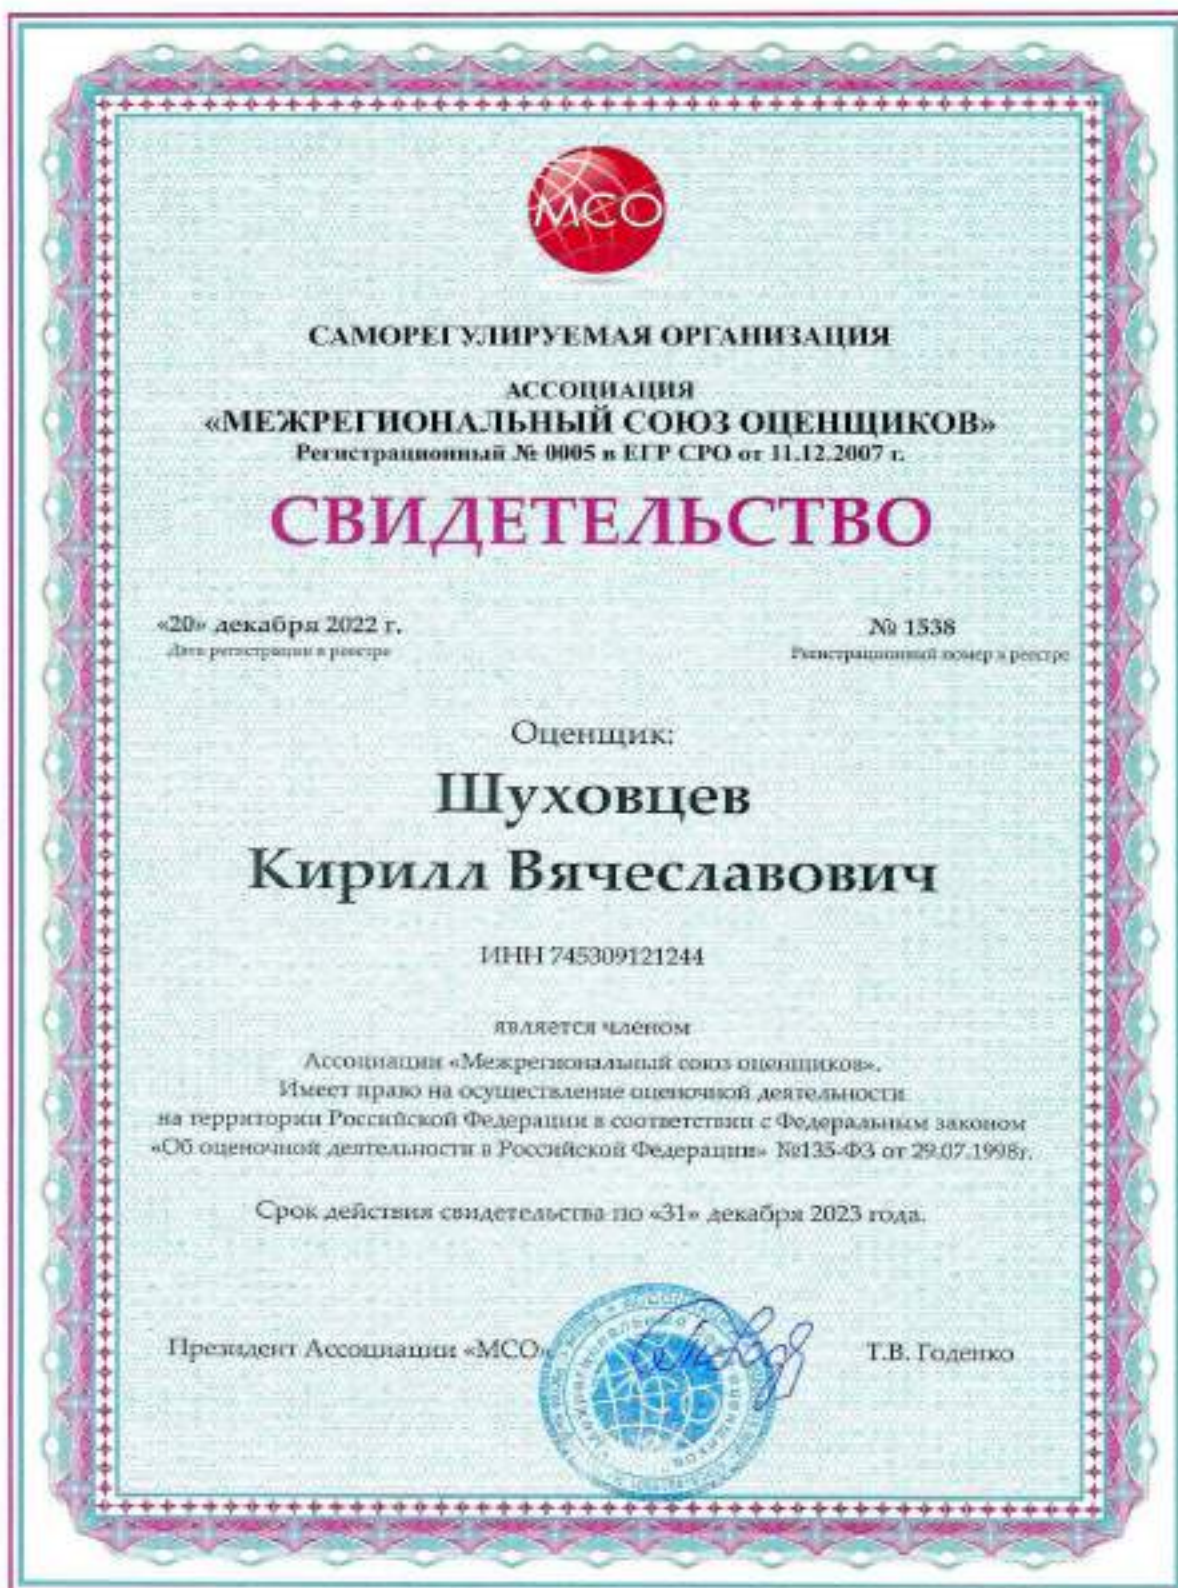 МСО
САМОРЕГУЛИРУЕМАЯ ОРГАНИЗАЦИЯ
АССОЦИАЦИЯ
«МЕЖРЕГИОНАЛЬНЫЙ СОЮЗ ОЦЕНЩИКОВ»
Регистрационный № 0005 в ЕГР СРО от 11.12.2007 г.
СВИДЕТЕЛЬСТВО
«20» декабря 2022 г.
Дата регистрации в реестре
№ 1538
Регистрационный номер в реестре
Оценщик:
Шуховцев
Кирилл Вячеславович
ИНН 745309121244
является членом
Ассоциации «Межрегиональный союз оценщиков».
Имеет право на осуществление оценочной деятельности
на территории Российской Федерации в соответствии с Федеральным законом
«Об оценочной деятельности в Российской Федерации» №135-ФЗ от 29.07.1998г.
Срок действия свидетельства по «31» декабря 2023 года.
Президент Ассоциации «МСО»
Т.В. Годенко